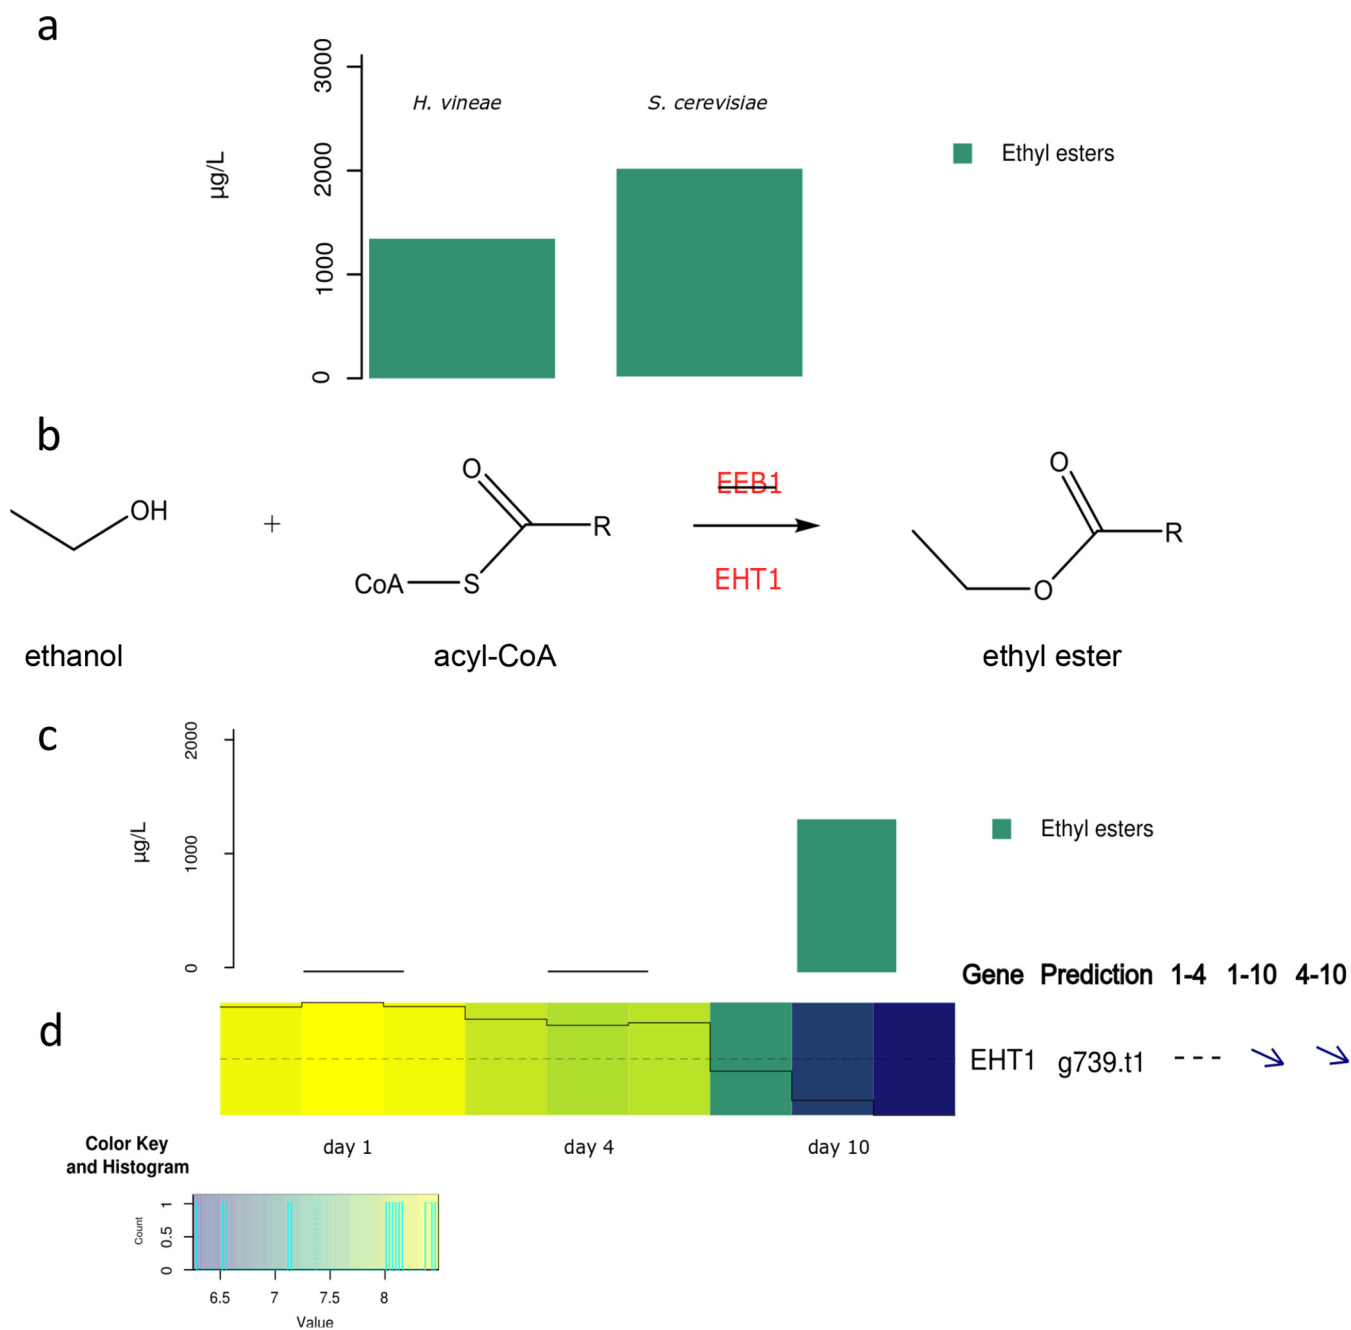 a
3000
2000
1000
0
µg/L
H. vineae
S. cerevisiae
Ethyl esters
b
OH
+
O
R
CoA
S
EEB1
EHT1
O
R
O
ethanol
acyl-CoA
ethyl ester
c
2000
1000
0
µg/L
Ethyl esters
Gene Prediction 1-4 1-10 4-10
d
EHT1 g739.t1 - - -
day 1
day 4
day 10
Color Key
and Histogram
Count
1
0.5
0
6.5 7 7.5 8
Value